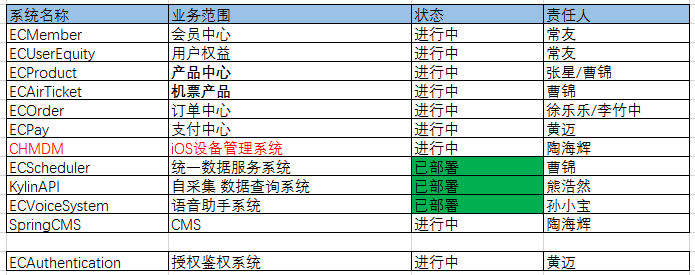 系统名称 业务范围 状态 责任人
ECMember 会员中心 进行中 常友
ECUserEquity 用户权益 进行中 常友
ECProduct 产品中心 进行中 张星/曹锦
ECAirTicket 机票产品 进行中 曹锦
ECOrder 订单中心 进行中 徐乐乐/李竹中
ECPay 支付中心 进行中 黄迈
CHMDM iOS设备管理系统 进行中 陶海辉
ECScheduler 统一数据服务系统 已部署 曹锦
KylinAPI 自采集 数据查询系统 已部署 熊浩然
ECVoiceSystem 语音助手系统 已部署 孙小宝
SpringCMS CMS 进行中 陶海辉
ECAuthentication 授权鉴权系统 进行中 黄迈